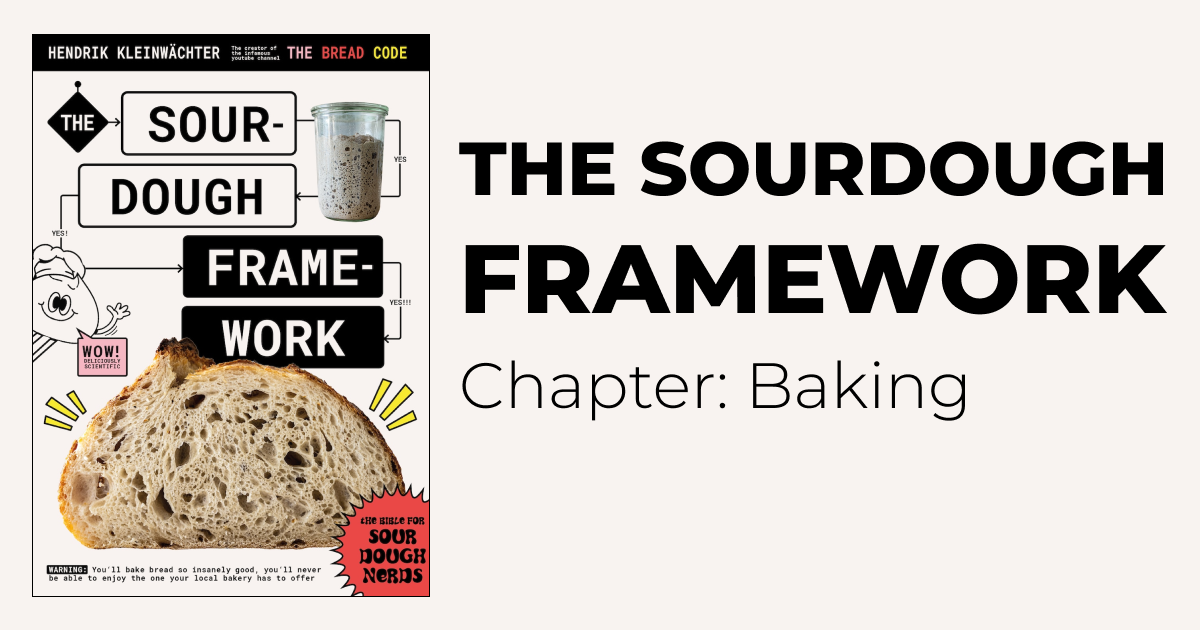 HENDRIK KLEINWÄCHTER
The creator of
the infamous
youtube channel
THE BREAD CODE
THE
SOUR-
YES
DOUGH
YES!
FRAME-
YES!!!
WORK
WOW!
DELICIOUSLY
SCIENTIFIC
tHE BIBLE FOR
SOUR
DOUGH
NERDS
WARNING: You'll bake bread so insanely good, you'll never
be able to enjoy the one your local bakery has to offer
THE SOURDOUGH
FRAMEWORK
Chapter: Baking